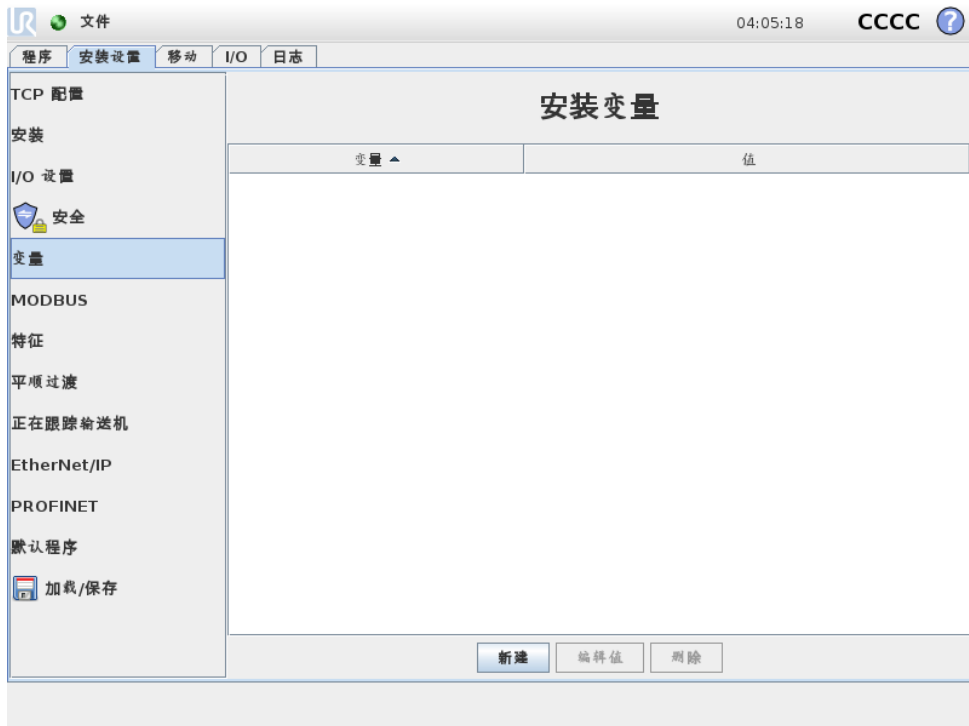 UR 文件 04:05:18 CCCC ?
程序 安装设置 移动 I/O 日志
TCP 配置
安装变量
安装
变量 值
I/O 设置
安全
变量
MODBUS
特征
平顺过渡
正在跟踪输送机
EtherNet/IP
PROFINET
默认程序
加载/保存
新建 编辑值 删除